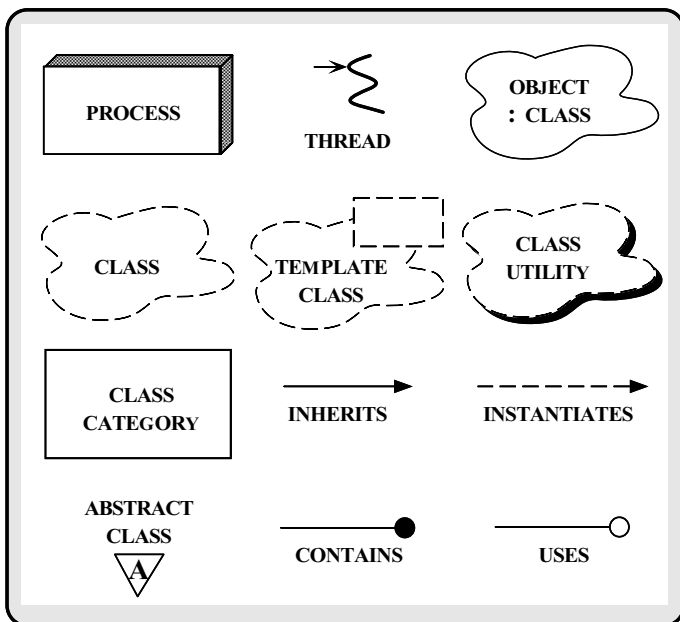 PROCESS
THREAD
OBJECT
: CLASS
CLASS
TEMPLATE
CLASS
CLASS
UTILITY
CLASS
CATEGORY
INHERITS
INSTANTIATES
ABSTRACT
CLASS
A
CONTAINS
USES